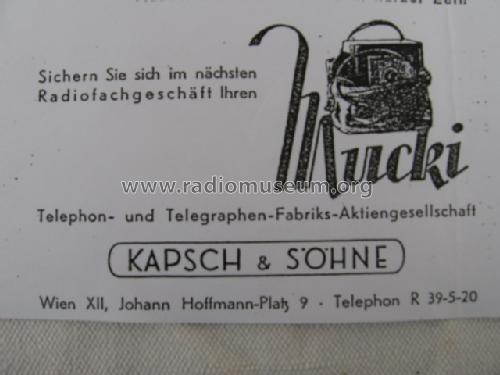 Sichern Sie sich im nächsten
Radiofachgeschäft Ihren
Mucki
www.radiomuseum.org
Telephon- und Telegraphen-Fabriks-Aktiengesellschaft
KAPSCH & SÖHNE
Wien XII, Johann Hoffmann-Platz 9 · Telephon R 39-5-20